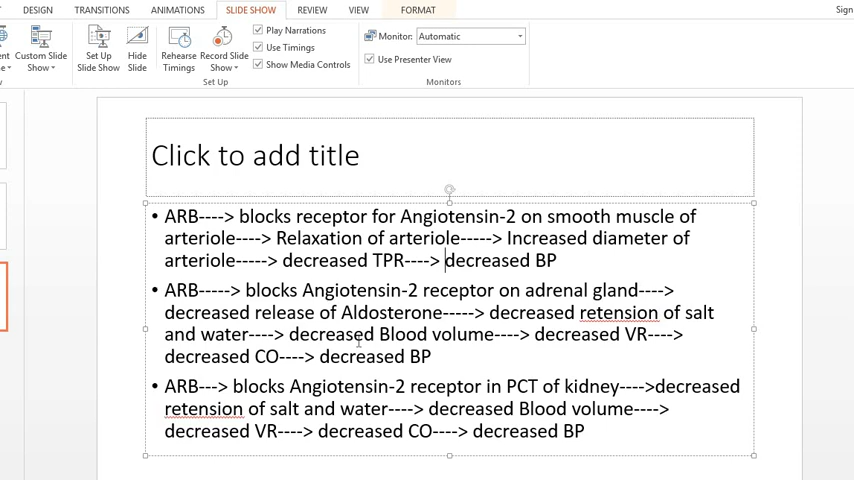 DESIGN TRANSITIONS ANIMATIONS SLIDE SHOW REVIEW VIEW FORMAT Sign
Custom Slide Show
Set Up Slide Show
Hide Slide
Rehearse Timings
Record Slide Show
Play Narrations
Use Timings
Show Media Controls
Set Up
Monitor: Automatic
Use Presenter View
Monitors
Click to add title
• ARB----> blocks receptor for Angiotensin-2 on smooth muscle of
arteriole----> Relaxation of arteriole-----> Increased diameter of
arteriole-----> decreased TPR----> decreased BP
• ARB-----> blocks Angiotensin-2 receptor on adrenal gland---->
decreased release of Aldosterone-----> decreased retension of salt
and water----> decreased Blood volume----> decreased VR---->
decreased CO----> decreased BP
• ARB---> blocks Angiotensin-2 receptor in PCT of kidney---->decreased
retension of salt and water----> decreased Blood volume---->
decreased VR----> decreased CO----> decreased BP